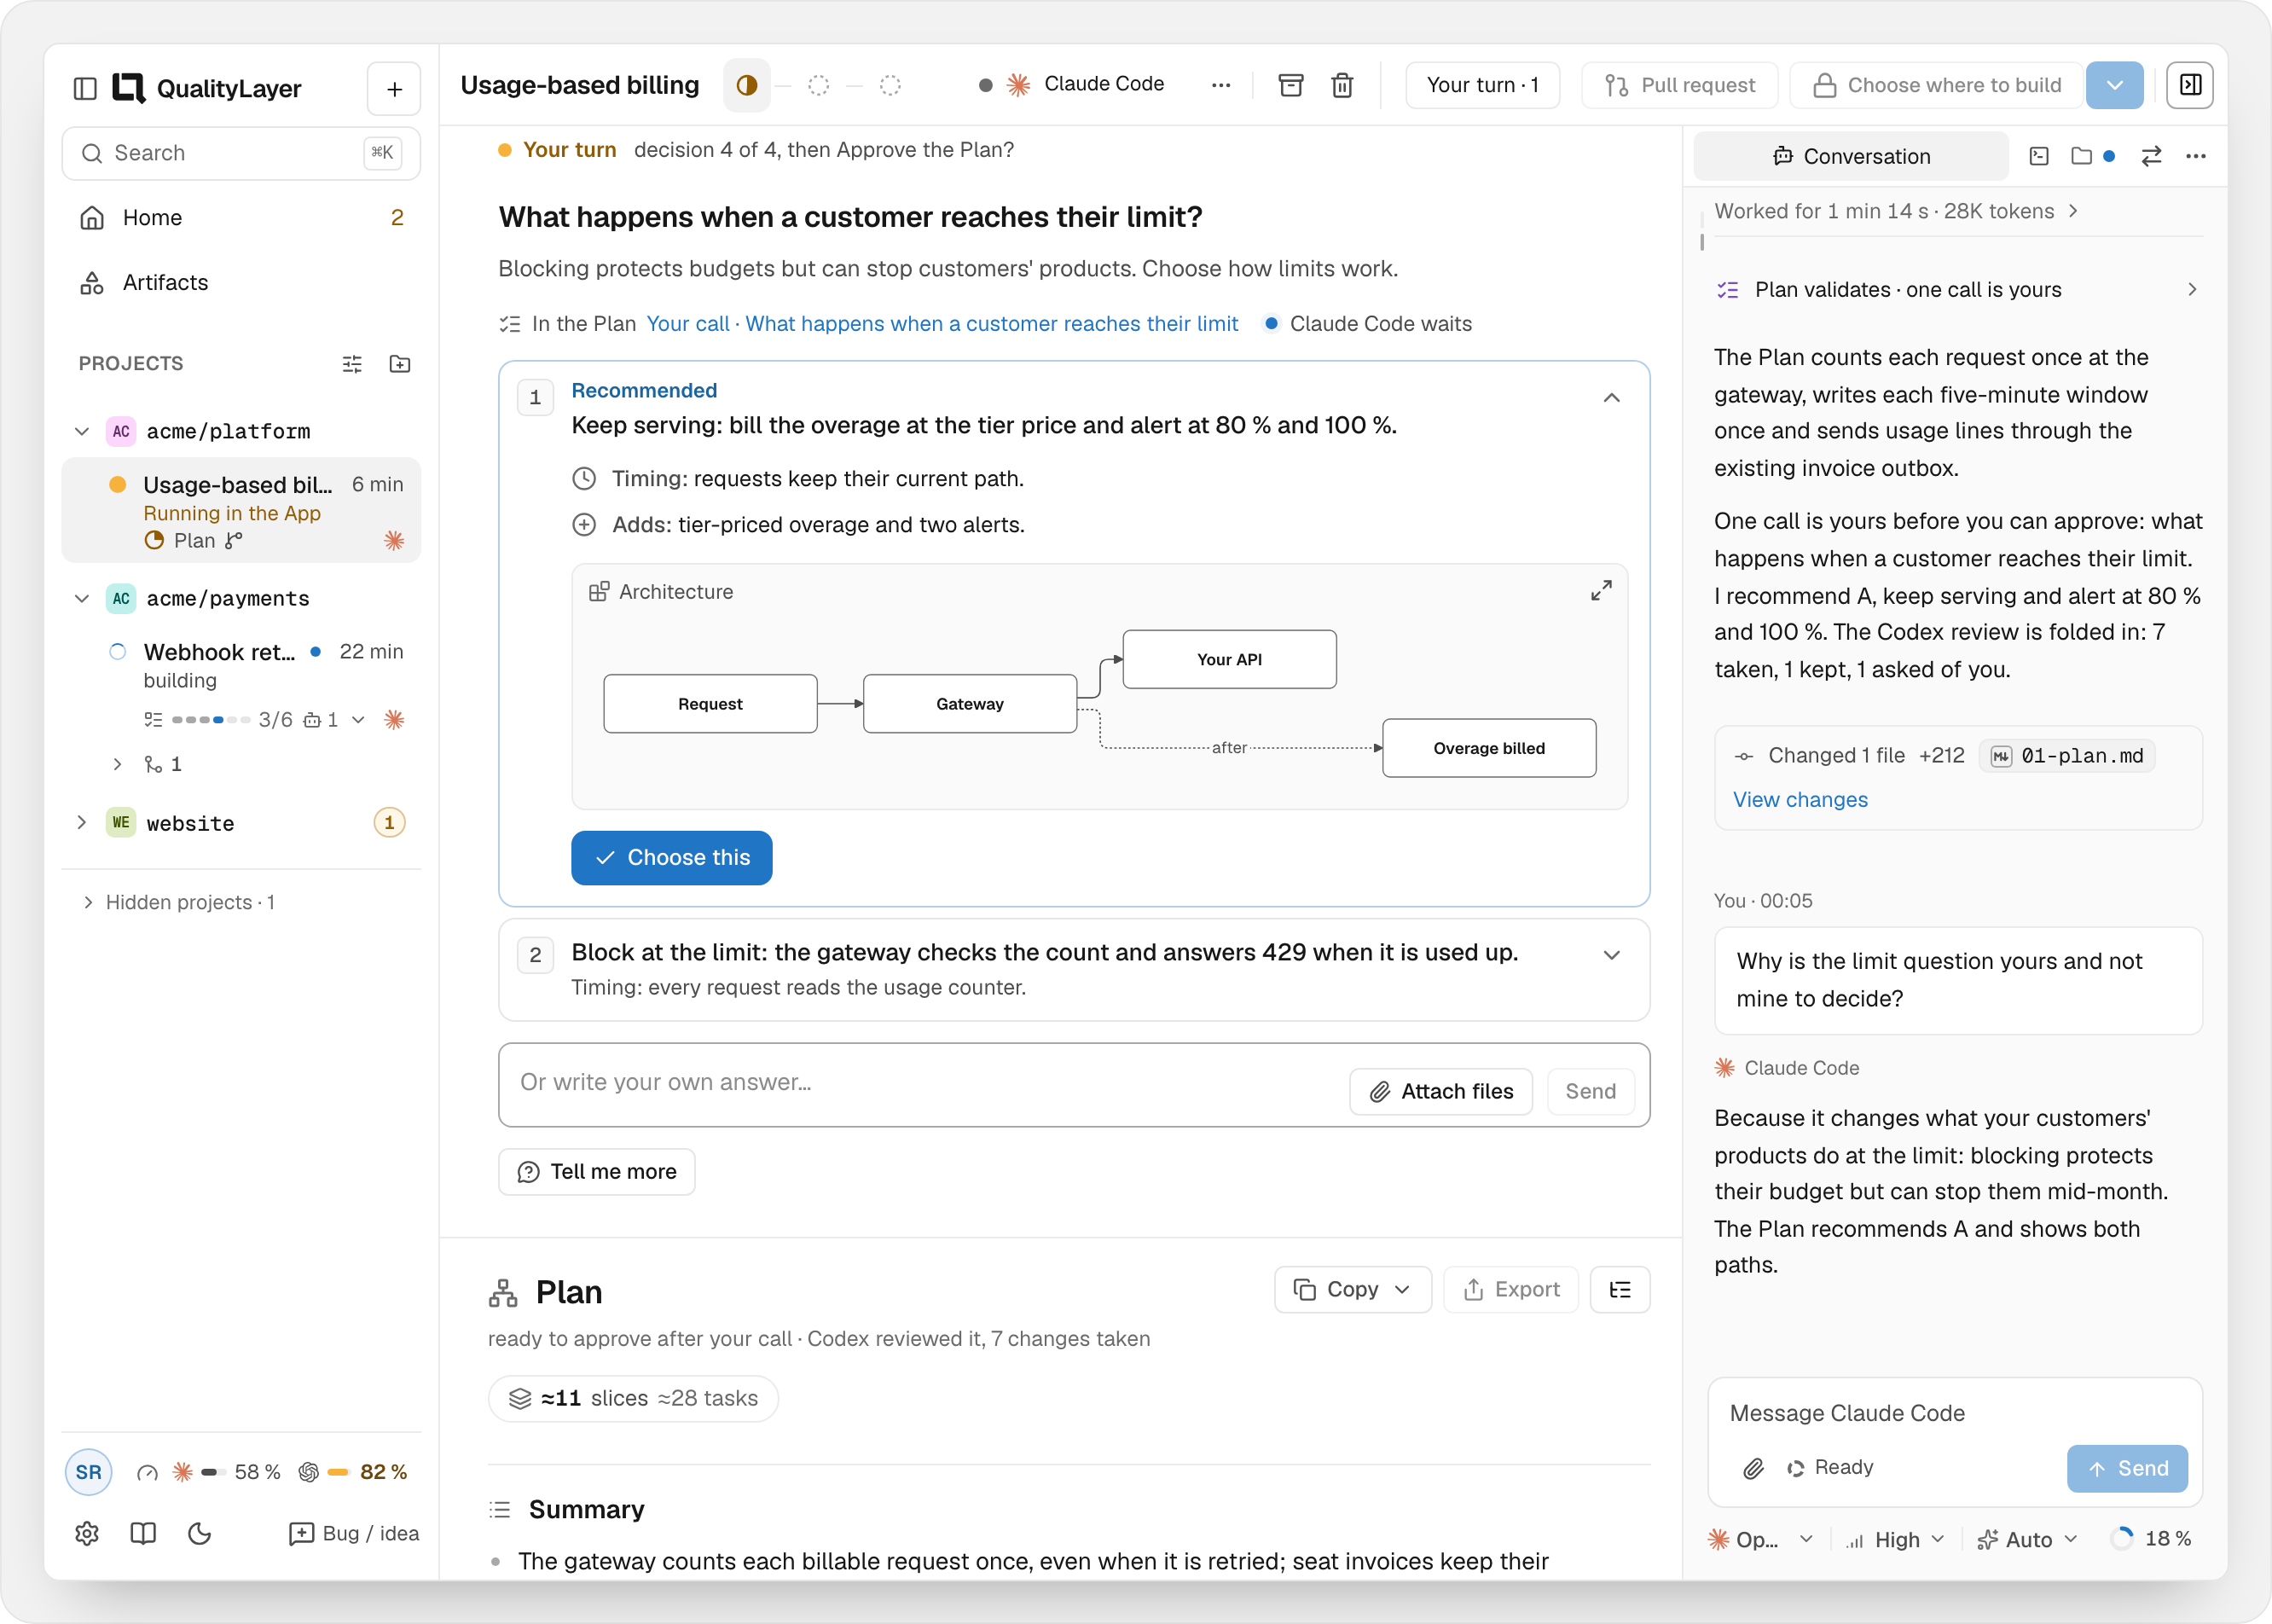 QualityLayer
Search
⌘K
Home
2
Artifacts
PROJECTS
AC
acme/platform
Usage-based bil...
6 min
Running in the App
Plan
AC
acme/payments
Webhook ret...
22 min
building
3/6
1
1
WE
website
1
Hidden projects · 1
SR
58 %
82 %
Bug / idea
Usage-based billing
Claude Code
Your turn · 1
Pull request
Choose where to build
Your turn
decision 4 of 4, then Approve the Plan?
What happens when a customer reaches their limit?
Blocking protects budgets but can stop customers' products. Choose how limits work.
In the Plan
Your call · What happens when a customer reaches their limit
Claude Code waits
1
Recommended
Keep serving: bill the overage at the tier price and alert at 80 % and 100 %.
Timing: requests keep their current path.
Adds: tier-priced overage and two alerts.
Architecture
Request
Gateway
Your API
after
Overage billed
Choose this
2
Block at the limit: the gateway checks the count and answers 429 when it is used up.
Timing: every request reads the usage counter.
Or write your own answer...
Attach files
Send
Tell me more
Plan
Copy
Export
ready to approve after your call · Codex reviewed it, 7 changes taken
≈11 slices ≈28 tasks
Summary
The gateway counts each billable request once, even when it is retried; seat invoices keep their
Conversation
Worked for 1 min 14 s · 28K tokens
Plan validates · one call is yours
The Plan counts each request once at the
gateway, writes each five-minute window
once and sends usage lines through the
existing invoice outbox.
One call is yours before you can approve: what
happens when a customer reaches their limit.
I recommend A, keep serving and alert at 80 %
and 100 %. The Codex review is folded in: 7
taken, 1 kept, 1 asked of you.
Changed 1 file +212
01-plan.md
View changes
You · 00:05
Why is the limit question yours and not
mine to decide?
Claude Code
Because it changes what your customers'
products do at the limit: blocking protects
their budget but can stop them mid-month.
The Plan recommends A and shows both
paths.
Message Claude Code
Ready
Send
Op...
High
Auto
18 %